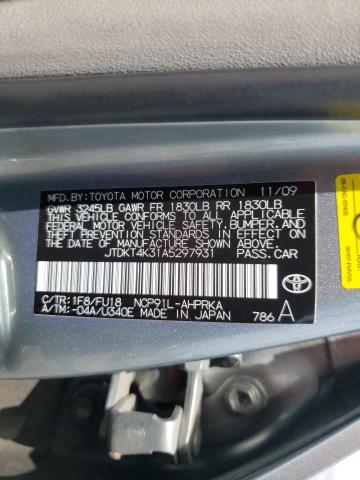 MFD.BY:TOYOTA MOTOR CORPORATION 11/09
GVWR 3245LB GAWR FR 1830LB RR 1830LB
THIS VEHICLE CONFORMS TO ALL APPLICABLE
FEDERAL MOTOR VEHICLE SAFETY, BUMPER, AND
THEFT PREVENTION STANDARDS IN EFFECT ON
THE DATE OF MANUFACTURE SHOWN ABOVE.
JTDKT4K31A5297931 PASS.CAR
C/TR:1F8/FU18 NCP91L-AHPRKA
A/TM:-04A/U340E MADE IN JAPAN 786 A